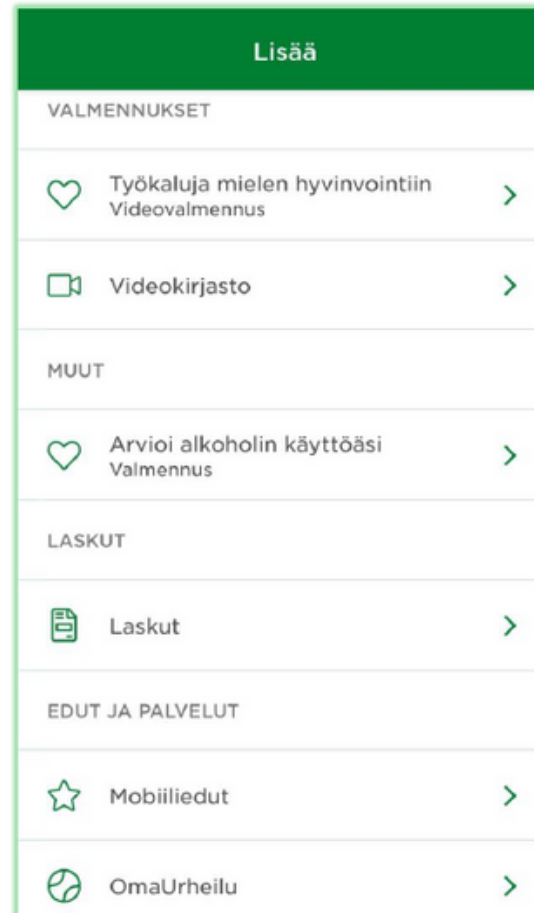 Lisää
VALMENNUKSET
Työkaluja mielen hyvinvointiin
Videovalmennus
Videokirjasto
MUUT
Arvioi alkoholin käyttöäsi
Valmennus
LASKUT
Laskut
EDUT JA PALVELUT
Mobiiliedut
OmaUrheilu